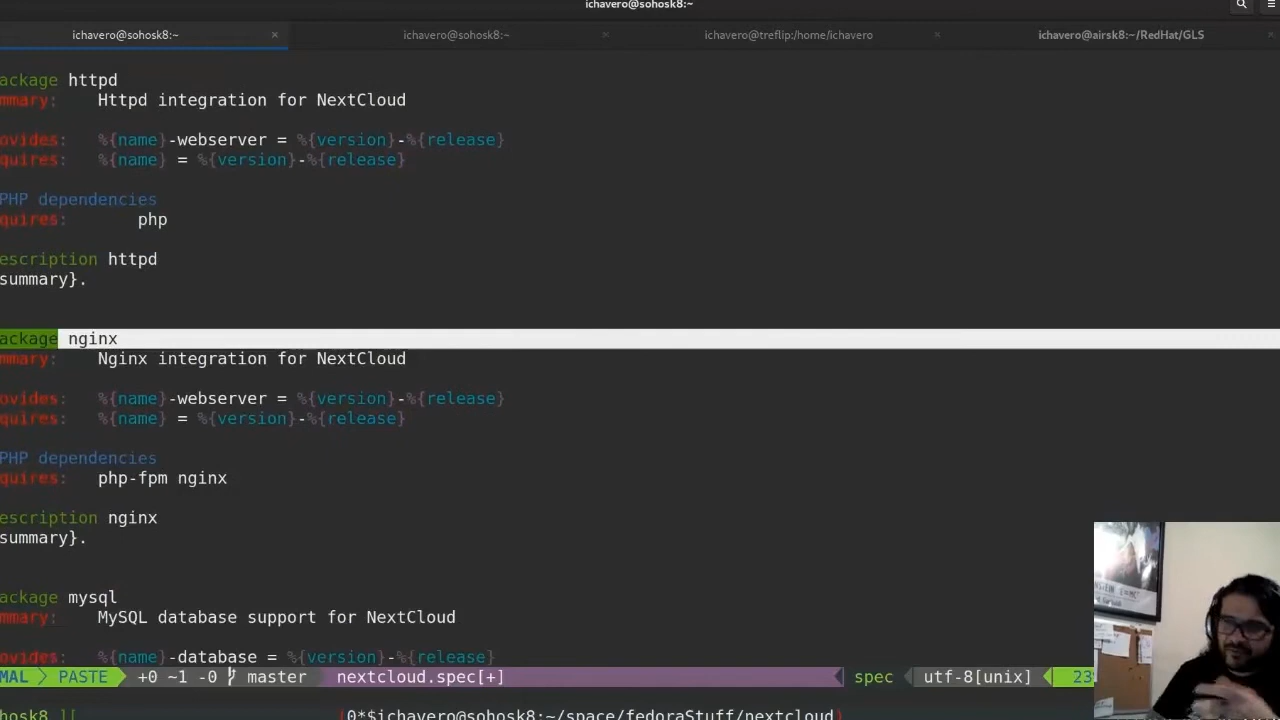 ichavero@sohosk8:~
ichavero@sohosk8:~ × ichavero@sohosk8:~ × ichavero@treflip:/home/ichavero × ichavero@airsk8:~/RedHat/GLS ×
ackage httpd
mmary: Httpd integration for NextCloud
ovides: %{name}-webserver = %{version}-%{release}
quires: %{name} = %{version}-%{release}
PHP dependencies
quires: php
escription httpd
summary}.
ackage nginx
mmary: Nginx integration for NextCloud
ovides: %{name}-webserver = %{version}-%{release}
quires: %{name} = %{version}-%{release}
PHP dependencies
quires: php-fpm nginx
escription nginx
summary}.
ackage mysql
mmary: MySQL database support for NextCloud
ovides: %{name}-database = %{version}-%{release}
MAL PASTE +0 ~1 -0 master nextcloud.spec[+] spec utf-8[unix] 23
hosk8 ][ (0*$ichavero@sohosk8:~/space/fedoraStuff/nextcloud)